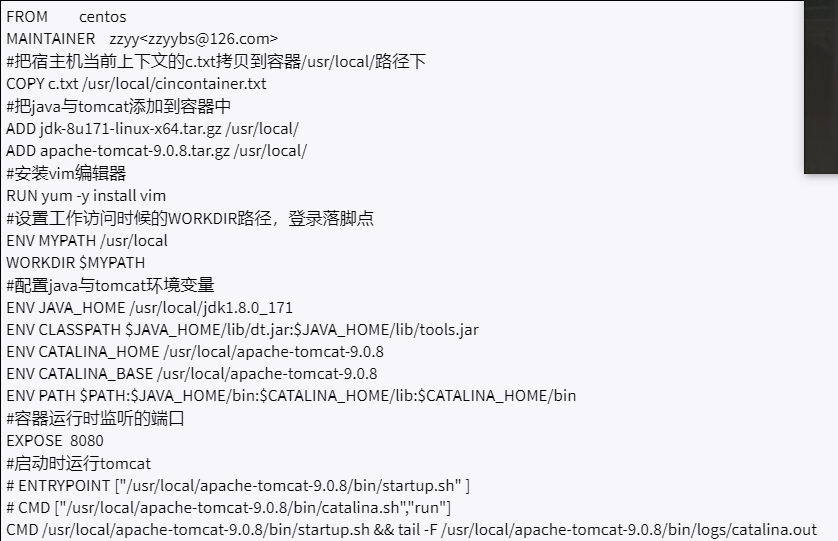 FROM centos
MAINTAINER zzyy<zzyybs@126.com>
#把宿主机当前上下文的c.txt拷贝到容器/usr/local/路径下
COPY c.txt /usr/local/cincontainer.txt
#把java与tomcat添加到容器中
ADD jdk-8u171-linux-x64.tar.gz /usr/local/
ADD apache-tomcat-9.0.8.tar.gz /usr/local/
#安装vim编辑器
RUN yum -y install vim
#设置工作访问时候的WORKDIR路径，登录落脚点
ENV MYPATH /usr/local
WORKDIR $MYPATH
#配置java与tomcat环境变量
ENV JAVA_HOME /usr/local/jdk1.8.0_171
ENV CLASSPATH $JAVA_HOME/lib/dt.jar:$JAVA_HOME/lib/tools.jar
ENV CATALINA_HOME /usr/local/apache-tomcat-9.0.8
ENV CATALINA_BASE /usr/local/apache-tomcat-9.0.8
ENV PATH $PATH:$JAVA_HOME/bin:$CATALINA_HOME/lib:$CATALINA_HOME/bin
#容器运行时监听的端口
EXPOSE 8080
#启动时运行tomcat
# ENTRYPOINT ["/usr/local/apache-tomcat-9.0.8/bin/startup.sh" ]
# CMD ["/usr/local/apache-tomcat-9.0.8/bin/catalina.sh","run"]
CMD /usr/local/apache-tomcat-9.0.8/bin/startup.sh && tail -F /usr/local/apache-tomcat-9.0.8/bin/logs/catalina.out